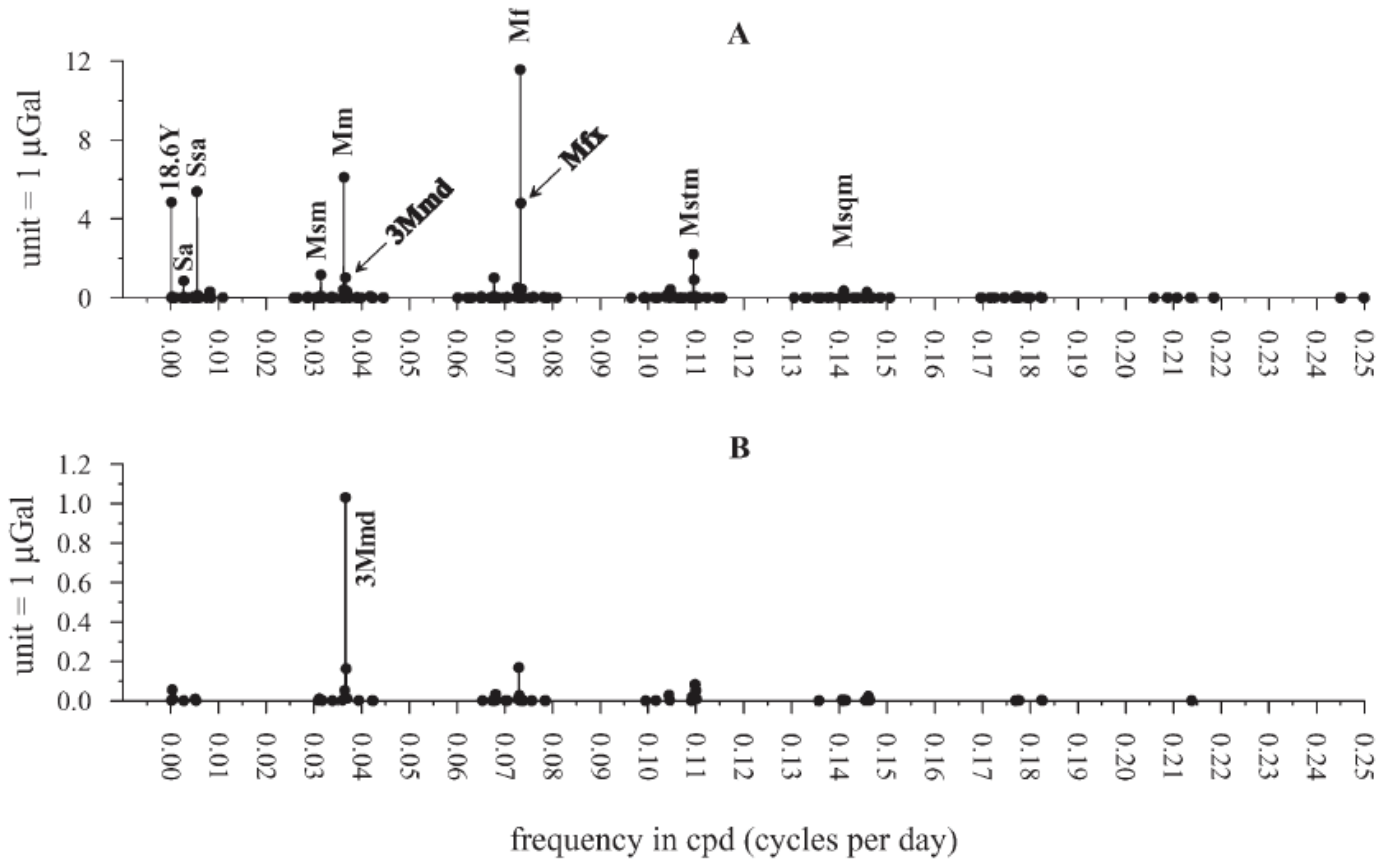 A
unit = 1 μGal
12
8
4
0
18.6Y
Sa
Ssa
Msm
Mm
3Mmd
Mf
Mfx
Mstm
Msqm
0.00 0.01 0.02 0.03 0.04 0.05 0.06 0.07 0.08 0.09 0.10 0.11 0.12 0.13 0.14 0.15 0.16 0.17 0.18 0.19 0.20 0.21 0.22 0.23 0.24 0.25
B
unit = 1 μGal
1.2
1.0
0.8
0.6
0.4
0.2
0.0
3Mmd
0.00 0.01 0.02 0.03 0.04 0.05 0.06 0.07 0.08 0.09 0.10 0.11 0.12 0.13 0.14 0.15 0.16 0.17 0.18 0.19 0.20 0.21 0.22 0.23 0.24 0.25
frequency in cpd (cycles per day)